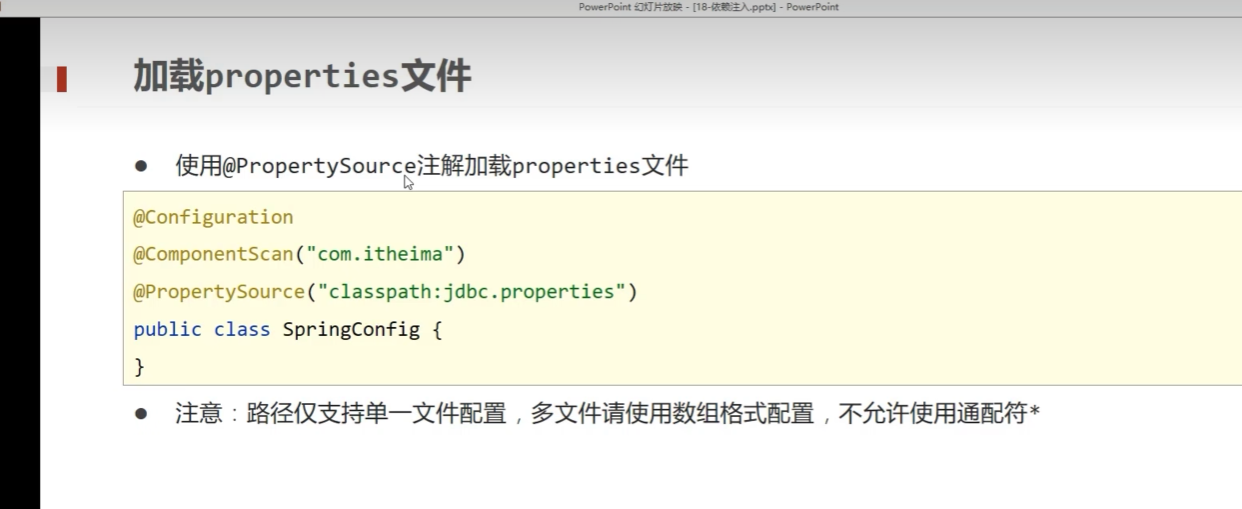 PowerPoint 幻灯片放映 - [18-依赖注入.pptx] - PowerPoint
加载properties文件
● 使用@PropertySource注解加载properties文件
@Configuration
@ComponentScan("com.itheima")
@PropertySource("classpath:jdbc.properties")
public class SpringConfig {
}
● 注意：路径仅支持单一文件配置，多文件请使用数组格式配置，不允许使用通配符*